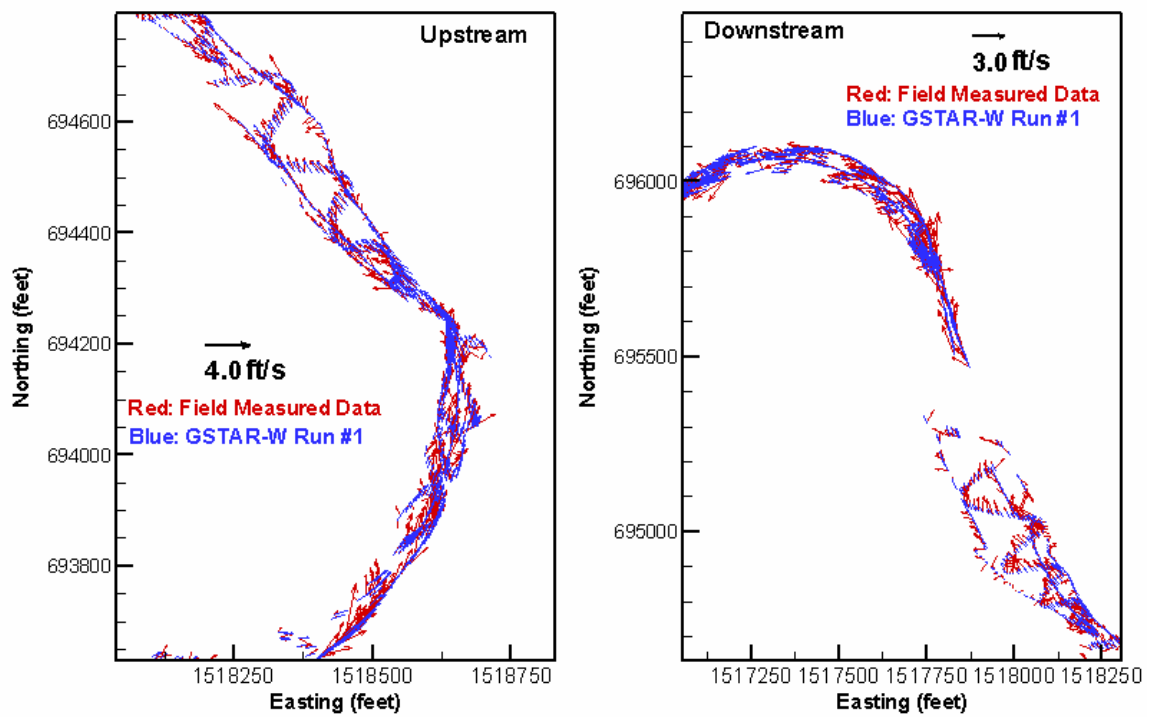 Upstream
694600
694400
694200
694000
693800
Northing (feet)
4.0 ft/s
Red: Field Measured Data
Blue: GSTAR-W Run #1
1518250
1518500
1518750
Easting (feet)
Downstream
3.0 ft/s
Red: Field Measured Data
Blue: GSTAR-W Run #1
696000
695500
695000
Northing (feet)
1517250
1517500
1517750
1518000
1518250
Easting (feet)